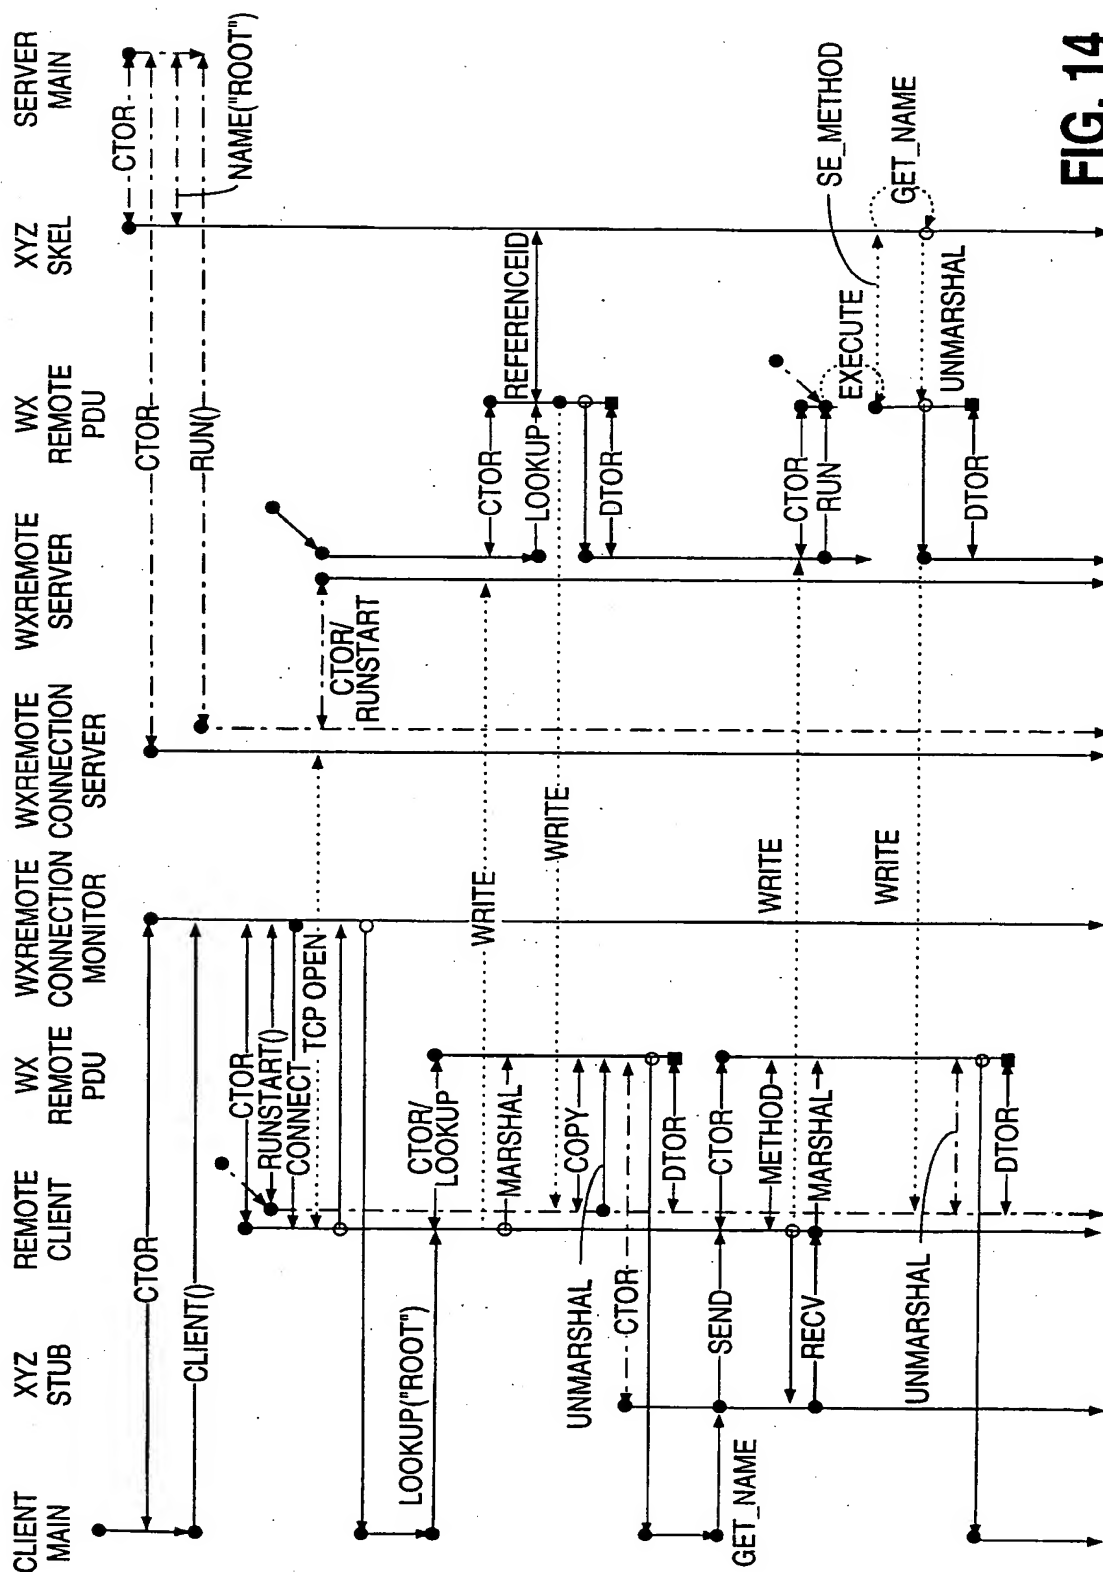 CLIENT
MAIN
XYZ
STUB
REMOTE
CLIENT
WX
REMOTE
PDU
WXREMOTE
CONNECTION
MONITOR
WXREMOTE
CONNECTION
SERVER
WXREMOTE
SERVER
WX
REMOTE
PDU
XYZ
SKEL
SERVER
MAIN
CTOR
CLIENT()
CTOR
RUNSTART()
CONNECT
TCP OPEN
CTOR
CTOR
RUN()
NAME("ROOT")
CTOR/
RUNSTART
LOOKUP("ROOT")
CTOR/
LOOKUP
MARSHAL
WRITE
CTOR
LOOKUP
REFERENCEID
WRITE
DTOR
COPY
UNMARSHAL
CTOR
DTOR
GET_NAME
SEND
CTOR
METHOD
MARSHAL
RECV
WRITE
CTOR
RUN
EXECUTE
SE_METHOD
GET_NAME
UNMARSHAL
WRITE
DTOR
UNMARSHAL
DTOR
FIG. 14